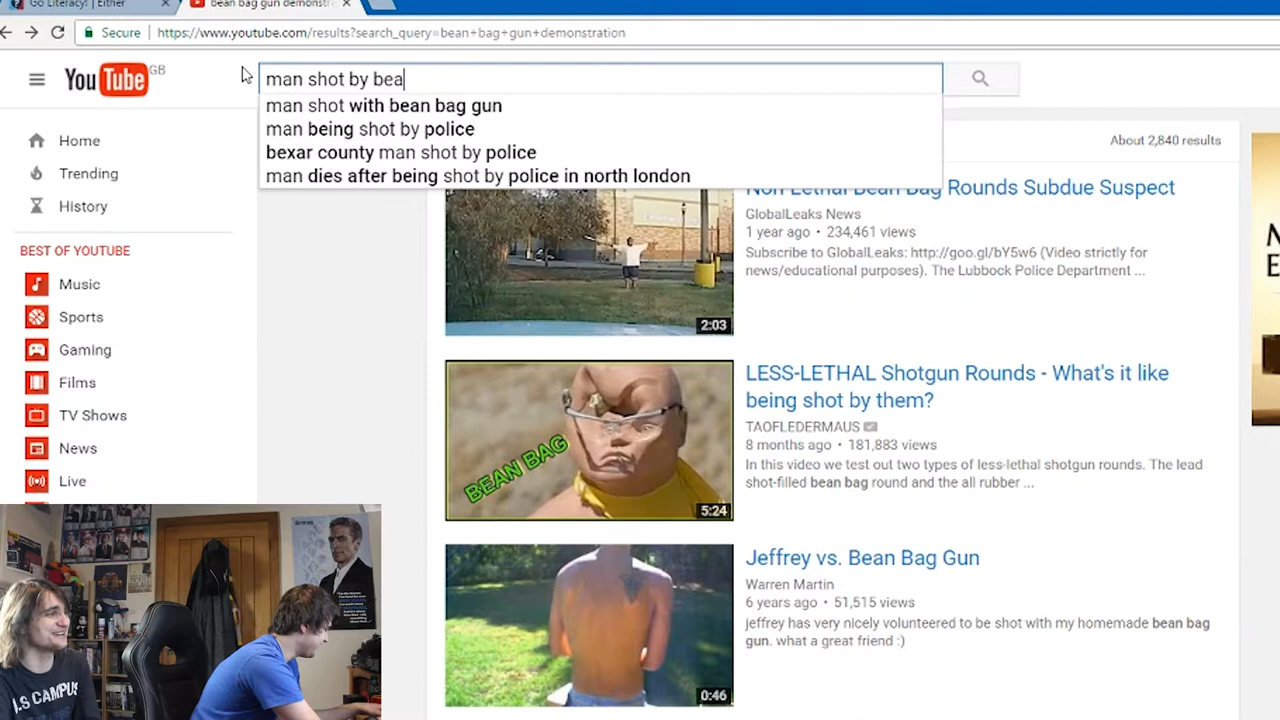 Go Literacy! | Either
bean bag gun demonstra
Secure
https://www.youtube.com/results?search_query=bean+bag+gun+demonstration
YouTube GB
man shot by bea
man shot with bean bag gun
man being shot by police
bexar county man shot by police
man dies after being shot by police in north london
About 2,840 results
Home
Trending
History
BEST OF YOUTUBE
Music
Sports
Gaming
Films
TV Shows
News
Live
Non Lethal Bean Bag Rounds Subdue Suspect
GlobalLeaks News
1 year ago • 234,461 views
Subscribe to GlobalLeaks: http://goo.gl/bY5w6 (Video strictly for
news/educational purposes). The Lubbock Police Department ...
2:03
LESS-LETHAL Shotgun Rounds - What's it like
being shot by them?
TAOFLEDERMAUS
8 months ago • 181,883 views
In this video we test out two types of less-lethal shotgun rounds. The lead
shot-filled bean bag round and the all rubber ...
BEAN BAG
5:24
Jeffrey vs. Bean Bag Gun
Warren Martin
6 years ago • 51,515 views
jeffrey has very nicely volunteered to be shot with my homemade bean bag
gun. what a great friend :)
0:46
M
E
.S CAMPUS